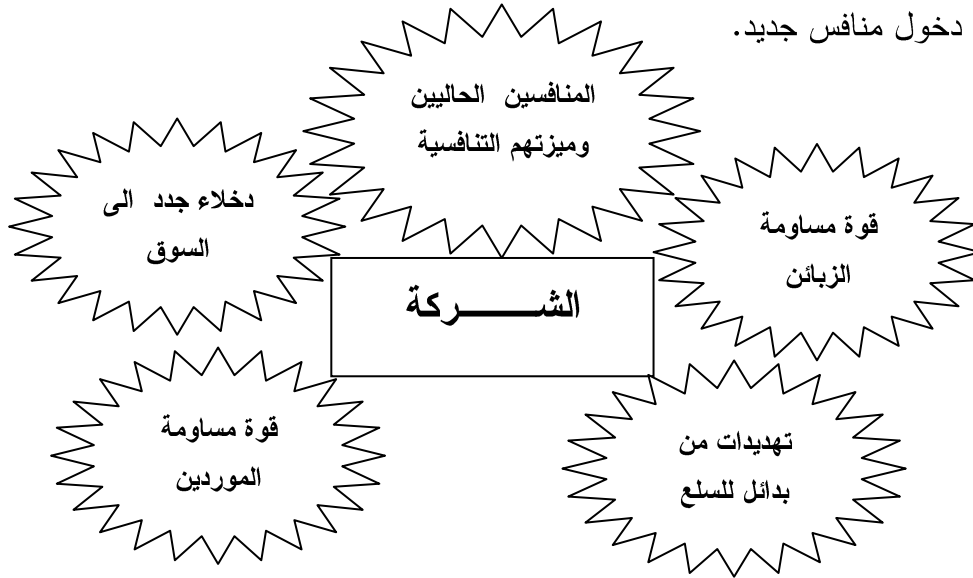 دخول منافس جديد.
المنافسين الحاليين
وميزتهم التنافسية
قوة مساومة
الزبائن
دخلاء جدد الى
السوق
الشــــــــركة
تهديدات من
بدائل للسلع
قوة مساومة
الموردين